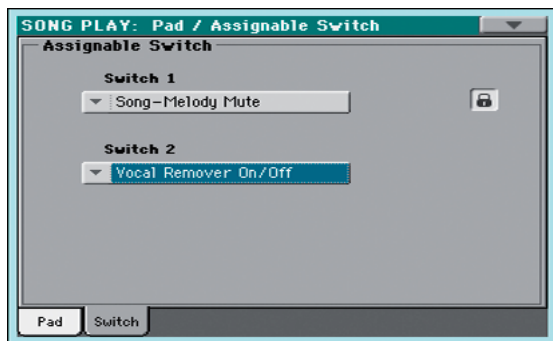 SONG PLAY: Pad / Assignable Switch
Assignable Switch
Switch 1
Song-Melody Mute
Switch 2
Vocal Remover On/Off
Pad Switch